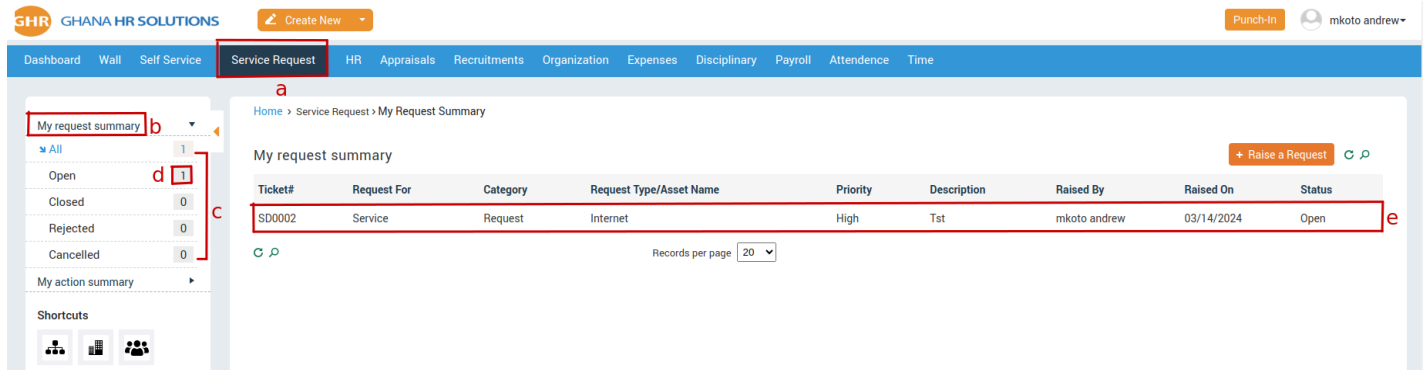 GHR GHANA HR SOLUTIONS Create New Punch-In mkoto andrew
Dashboard Wall Self Service Service Request HR Appraisals Recruitments Organization Expenses Disciplinary Payroll Attendence Time
a
Home › Service Request › My Request Summary
My request summary b
All 1
Open d 1
Closed 0
c
Rejected 0
Cancelled 0
My action summary
Shortcuts
My request summary + Raise a Request
Ticket# Request For Category Request Type/Asset Name Priority Description Raised By Raised On Status
SD0002 Service Request Internet High Tst mkoto andrew 03/14/2024 Open e
Records per page 20